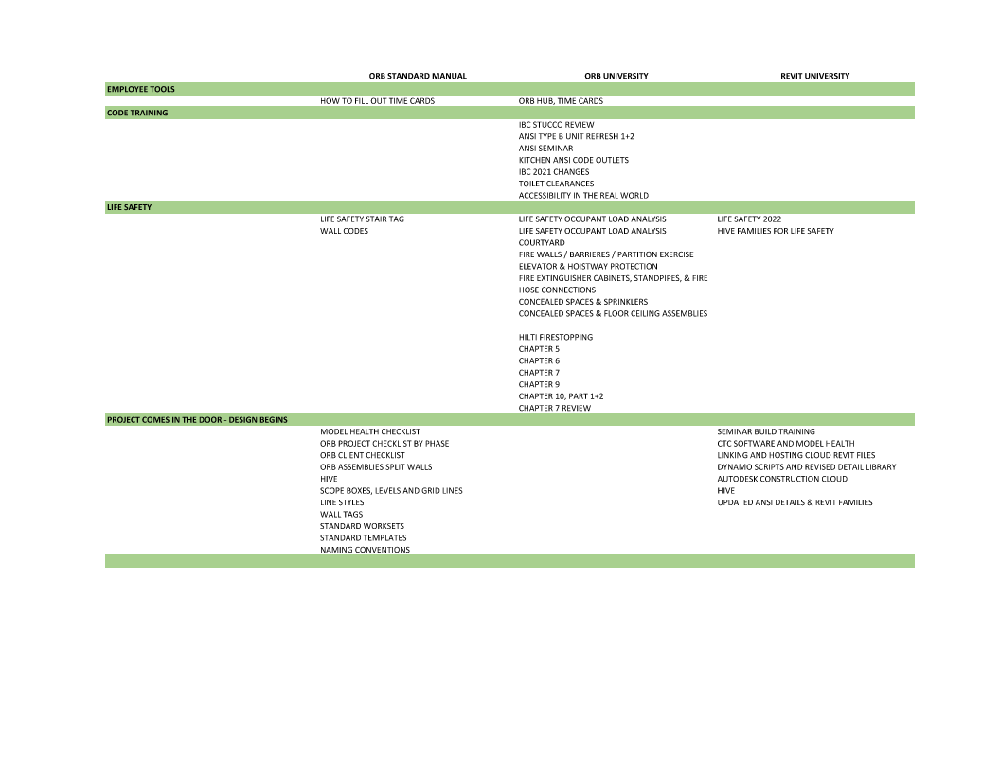 ORB STANDARD MANUAL ORB UNIVERSITY REVIT UNIVERSITY
EMPLOYEE TOOLS
HOW TO FILL OUT TIME CARDS ORB HUB, TIME CARDS
CODE TRAINING
IBC STUCCO REVIEW
ANSI TYPE B UNIT REFRESH 1+2
ANSI SEMINAR
KITCHEN ANSI CODE OUTLETS
IBC 2021 CHANGES
TOILET CLEARANCES
ACCESSIBILITY IN THE REAL WORLD
LIFE SAFETY
LIFE SAFETY STAIR TAG LIFE SAFETY OCCUPANT LOAD ANALYSIS LIFE SAFETY 2022
WALL CODES LIFE SAFETY OCCUPANT LOAD ANALYSIS HIVE FAMILIES FOR LIFE SAFETY
COURTYARD
FIRE WALLS / BARRIERES / PARTITION EXERCISE
ELEVATOR & HOISTWAY PROTECTION
FIRE EXTINGUISHER CABINETS, STANDPIPES, & FIRE
HOSE CONNECTIONS
CONCEALED SPACES & SPRINKLERS
CONCEALED SPACES & FLOOR CEILING ASSEMBLIES
HILTI FIRESTOPPING
CHAPTER 5
CHAPTER 6
CHAPTER 7
CHAPTER 9
CHAPTER 10, PART 1+2
CHAPTER 7 REVIEW
PROJECT COMES IN THE DOOR - DESIGN BEGINS
MODEL HEALTH CHECKLIST SEMINAR BUILD TRAINING
ORB PROJECT CHECKLIST BY PHASE CTC SOFTWARE AND MODEL HEALTH
ORB CLIENT CHECKLIST LINKING AND HOSTING CLOUD REVIT FILES
ORB ASSEMBLIES SPLIT WALLS DYNAMO SCRIPTS AND REVISED DETAIL LIBRARY
HIVE AUTODESK CONSTRUCTION CLOUD
SCOPE BOXES, LEVELS AND GRID LINES HIVE
LINE STYLES UPDATED ANSI DETAILS & REVIT FAMILIES
WALL TAGS
STANDARD WORKSETS
STANDARD TEMPLATES
NAMING CONVENTIONS